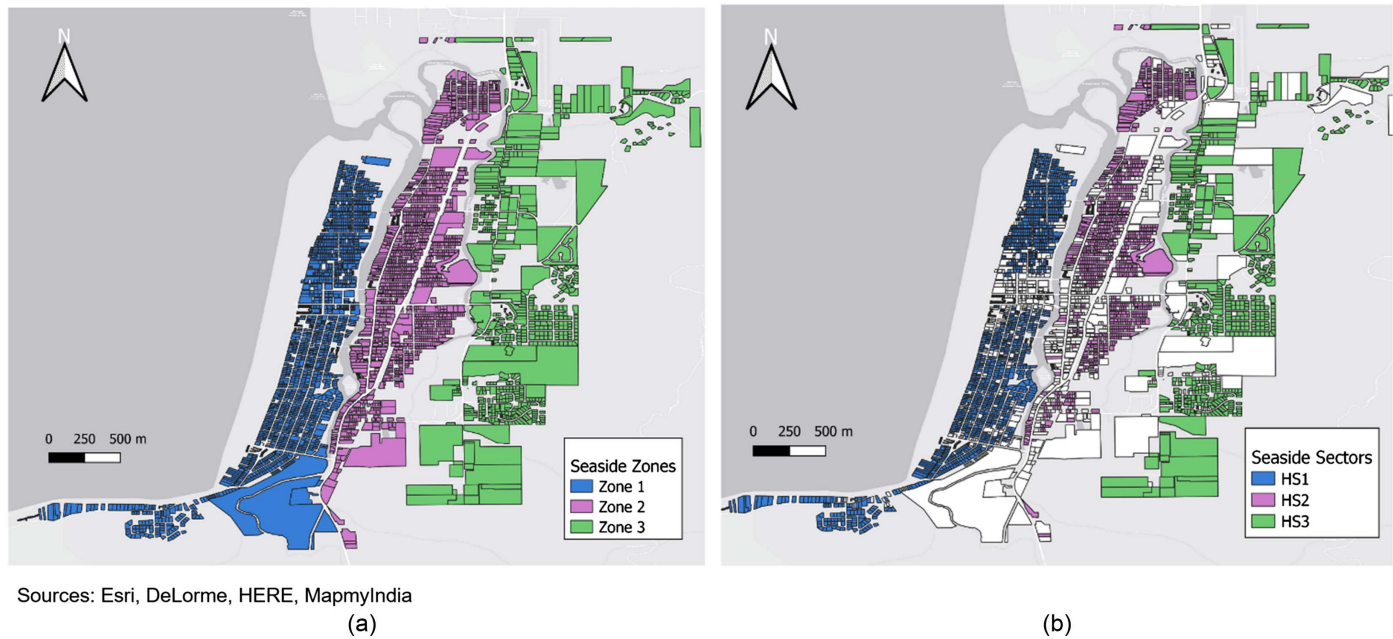 N
0 250 500 m
Seaside Zones
Zone 1
Zone 2
Zone 3
N
0 250 500 m
Seaside Sectors
HS1
HS2
HS3
Sources: Esri, DeLorme, HERE, MapmyIndia
(a)
(b)